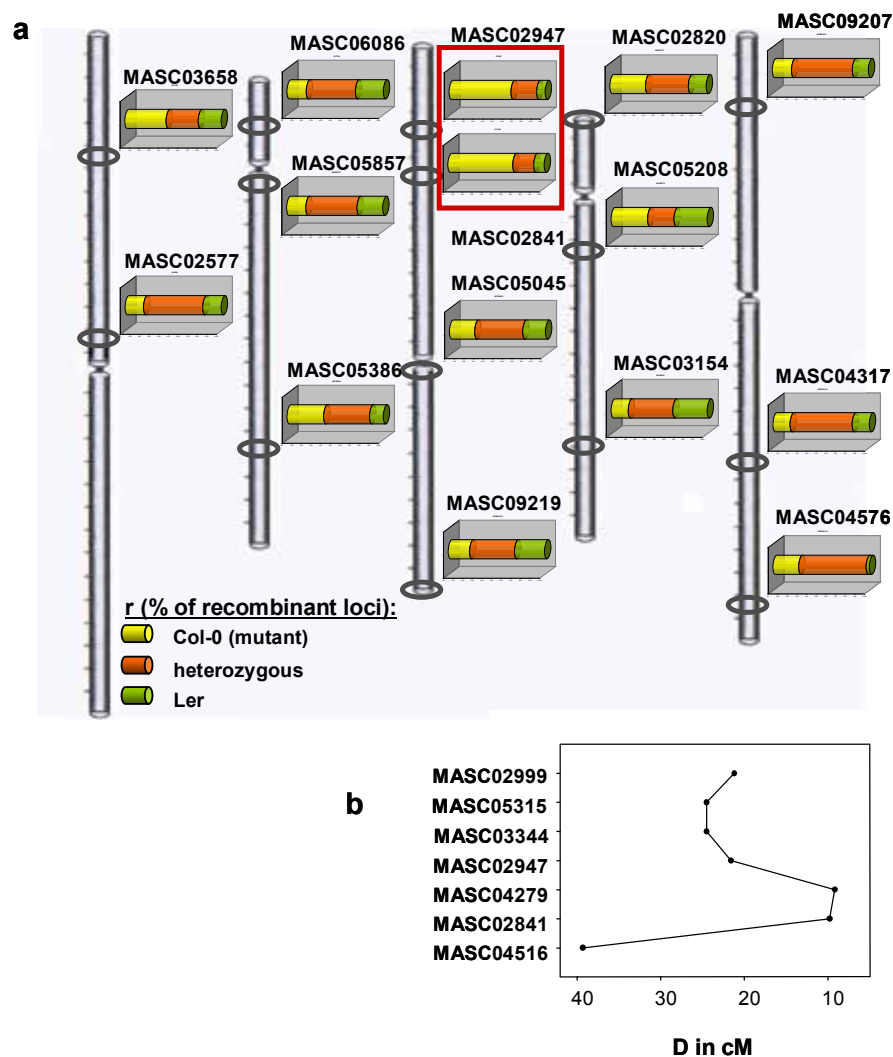 a
MASC03658
MASC02577
MASC06086
MASC05857
MASC05386
MASC02947
MASC02841
MASC05045
MASC09219
MASC02820
MASC05208
MASC03154
MASC09207
MASC04317
MASC04576
r (% of recombinant loci):
Col-0 (mutant)
heterozygous
Ler
b
MASC02999
MASC05315
MASC03344
MASC02947
MASC04279
MASC02841
MASC04516
40 30 20 10
D in cM